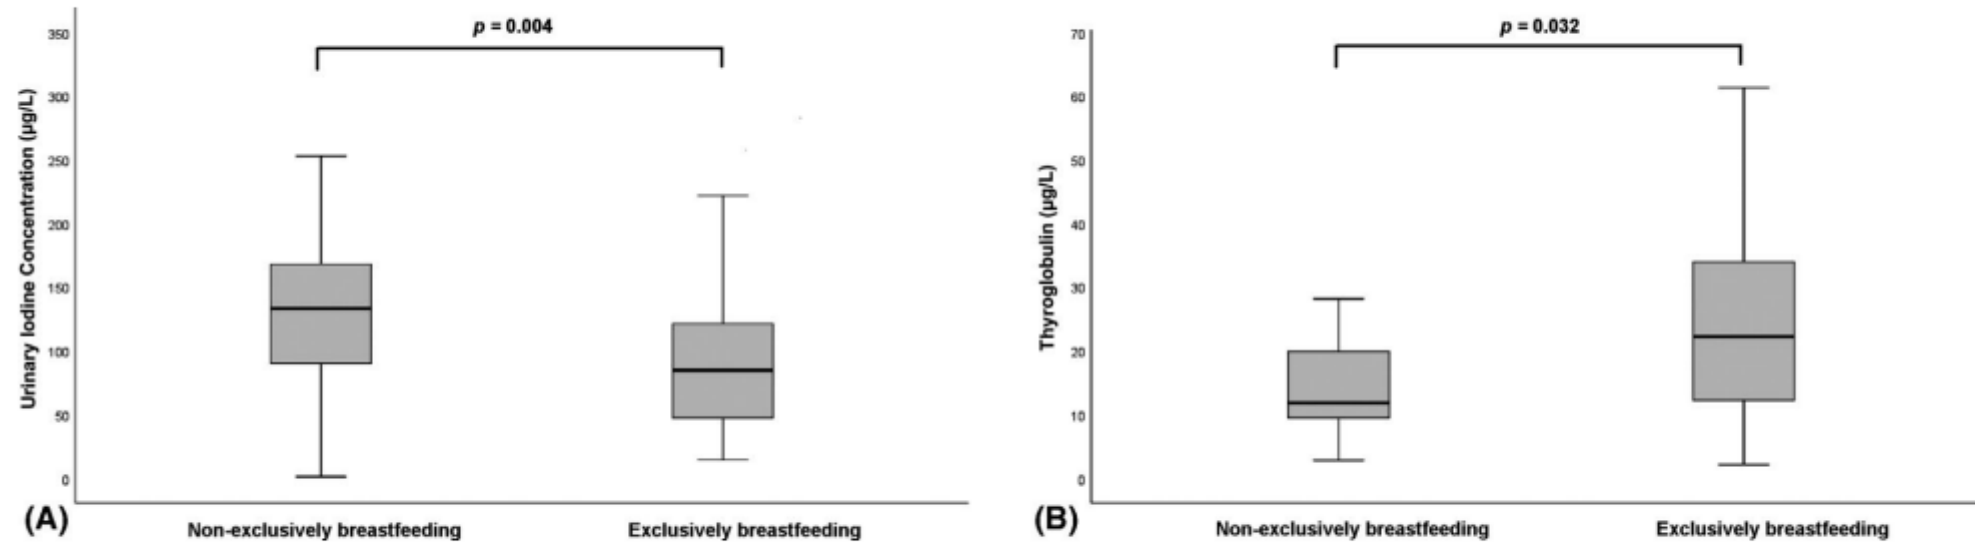 p = 0.004
350
300
250
200
150
100
50
0
Urinary Iodine Concentration (µg/L)
Non-exclusively breastfeeding
Exclusively breastfeeding
(A)
p = 0.032
70
60
50
40
30
20
10
0
Thyroglobulin (µg/L)
Non-exclusively breastfeeding
Exclusively breastfeeding
(B)